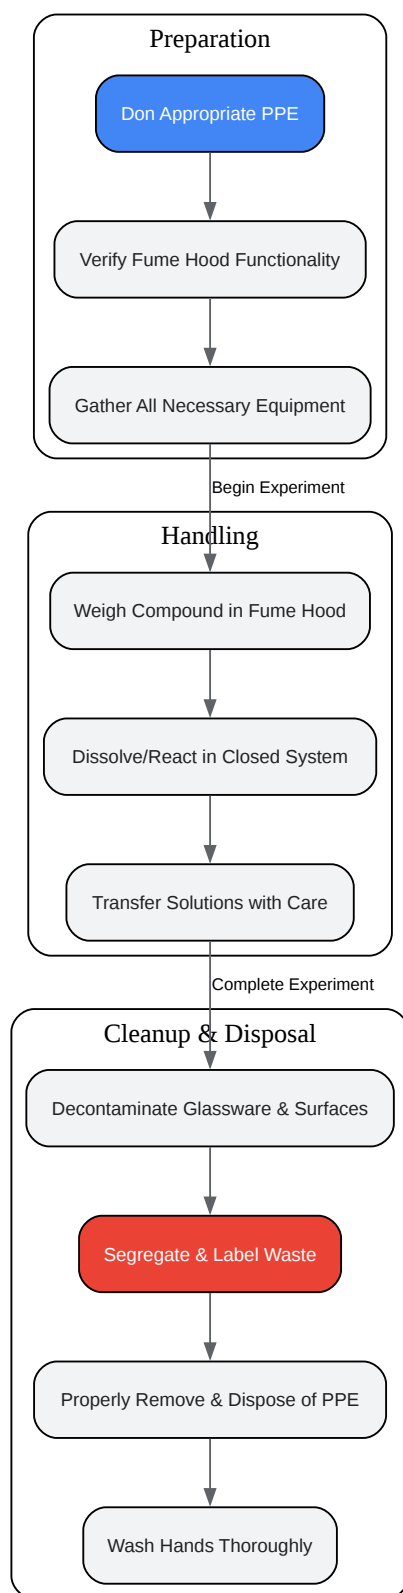 Preparation
Don Appropriate PPE
Verify Fume Hood Functionality
Gather All Necessary Equipment
Begin Experiment
Handling
Weigh Compound in Fume Hood
Dissolve/React in Closed System
Transfer Solutions with Care
Complete Experiment
Cleanup & Disposal
Decontaminate Glassware & Surfaces
Segregate & Label Waste
Properly Remove & Dispose of PPE
Wash Hands Thoroughly